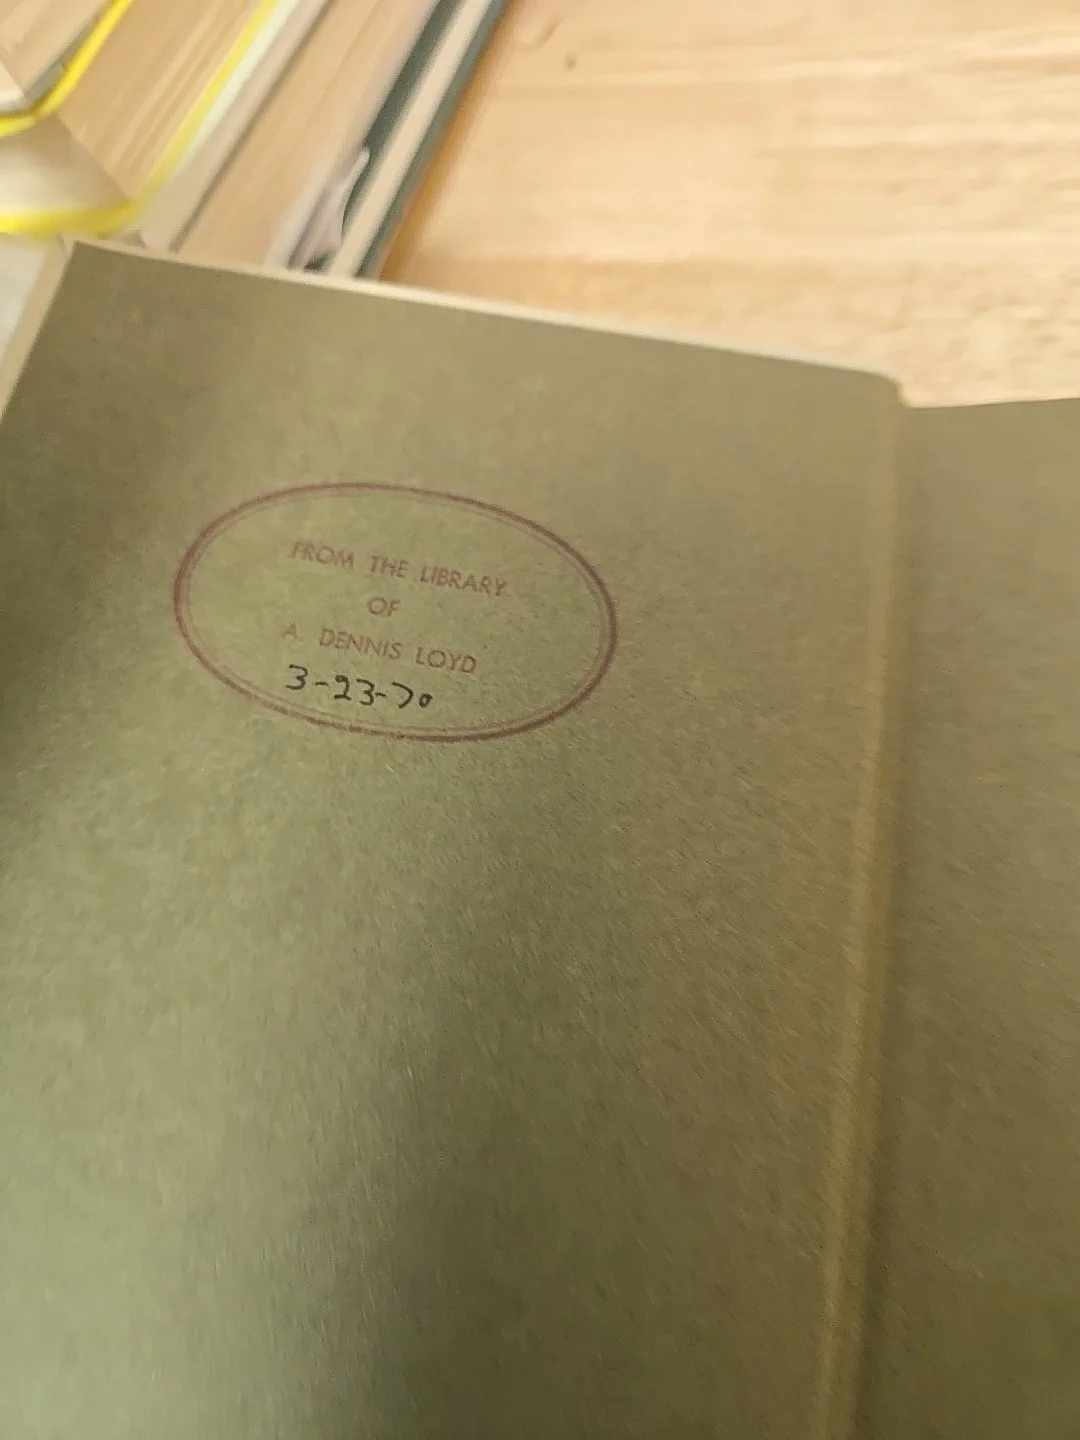 FROM THE LIBRARY
OF
A. DENNIS LOYD
3-23-70